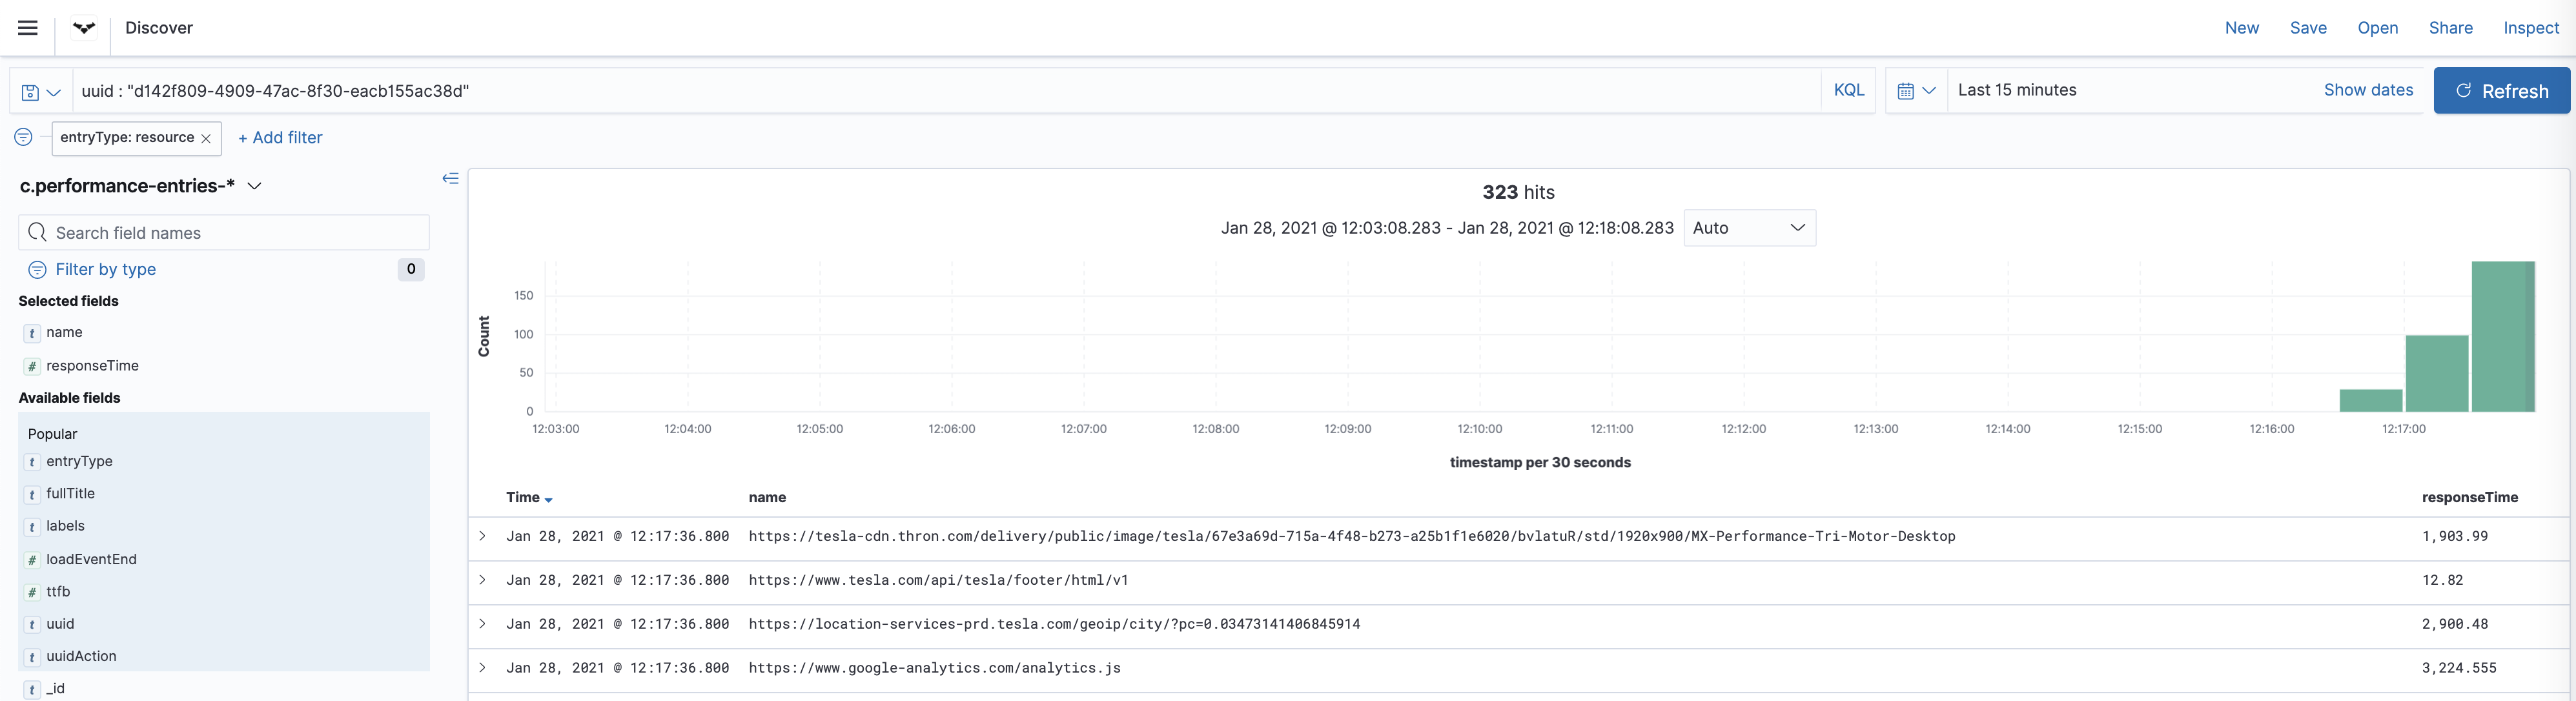 Discover
New Save Open Share Inspect
uuid : "d142f809-4909-47ac-8f30-eacb155ac38d"
KQL
Last 15 minutes
Show dates
Refresh
entryType: resource ×
+ Add filter
c.performance-entries-*
Search field names
Filter by type 0
Selected fields
t name
# responseTime
Available fields
Popular
t entryType
t fullTitle
t labels
# loadEventEnd
# ttfb
t uuid
t uuidAction
t _id
323 hits
Jan 28, 2021 @ 12:03:08.283 - Jan 28, 2021 @ 12:18:08.283 Auto
Count
150
100
50
0
12:03:00 12:04:00 12:05:00 12:06:00 12:07:00 12:08:00 12:09:00 12:10:00 12:11:00 12:12:00 12:13:00 12:14:00 12:15:00 12:16:00 12:17:00
timestamp per 30 seconds
Time name responseTime
Jan 28, 2021 @ 12:17:36.800 https://tesla-cdn.thron.com/delivery/public/image/tesla/67e3a69d-715a-4f48-b273-a25b1f1e6020/bvlatuR/std/1920x900/MX-Performance-Tri-Motor-Desktop 1,903.99
Jan 28, 2021 @ 12:17:36.800 https://www.tesla.com/api/tesla/footer/html/v1 12.82
Jan 28, 2021 @ 12:17:36.800 https://location-services-prd.tesla.com/geoip/city/?pc=0.03473141406845914 2,900.48
Jan 28, 2021 @ 12:17:36.800 https://www.google-analytics.com/analytics.js 3,224.555